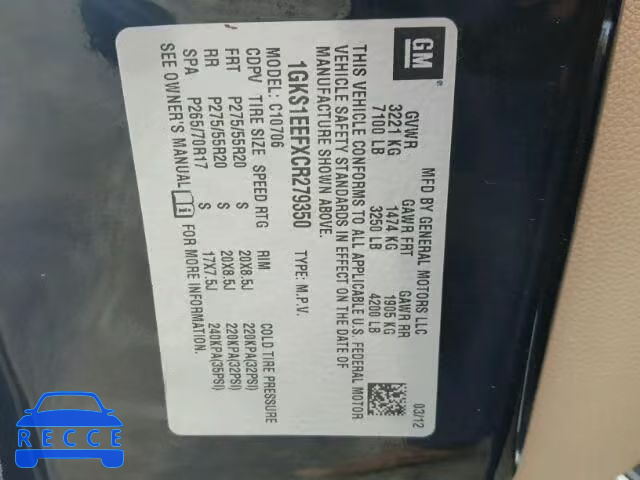 GM
MFD BY GENERAL MOTORS LLC
03/12
GVWR GAWR FRT GAWR RR
3221 KG 1474 KG 1905 KG
7100 LB 3250 LB 4200 LB
THIS VEHICLE CONFORMS TO ALL APPLICABLE U.S. FEDERAL MOTOR
VEHICLE SAFETY STANDARDS IN EFFECT ON THE DATE OF
MANUFACTURE SHOWN ABOVE.
1GKS1EEFXCR279350 TYPE: M.P.V.
MODEL: C10706
CDPV TIRE SIZE SPEED RTG RIM COLD TIRE PRESSURE
FRT P275/55R20 S 20X8.5J 220KPA(32PSI)
RR P275/55R20 S 20X8.5J 220KPA(32PSI)
SPA P265/70R17 S 17X7.5J 240KPA(35PSI)
SEE OWNER'S MANUAL FOR MORE INFORMATION.
RECCE